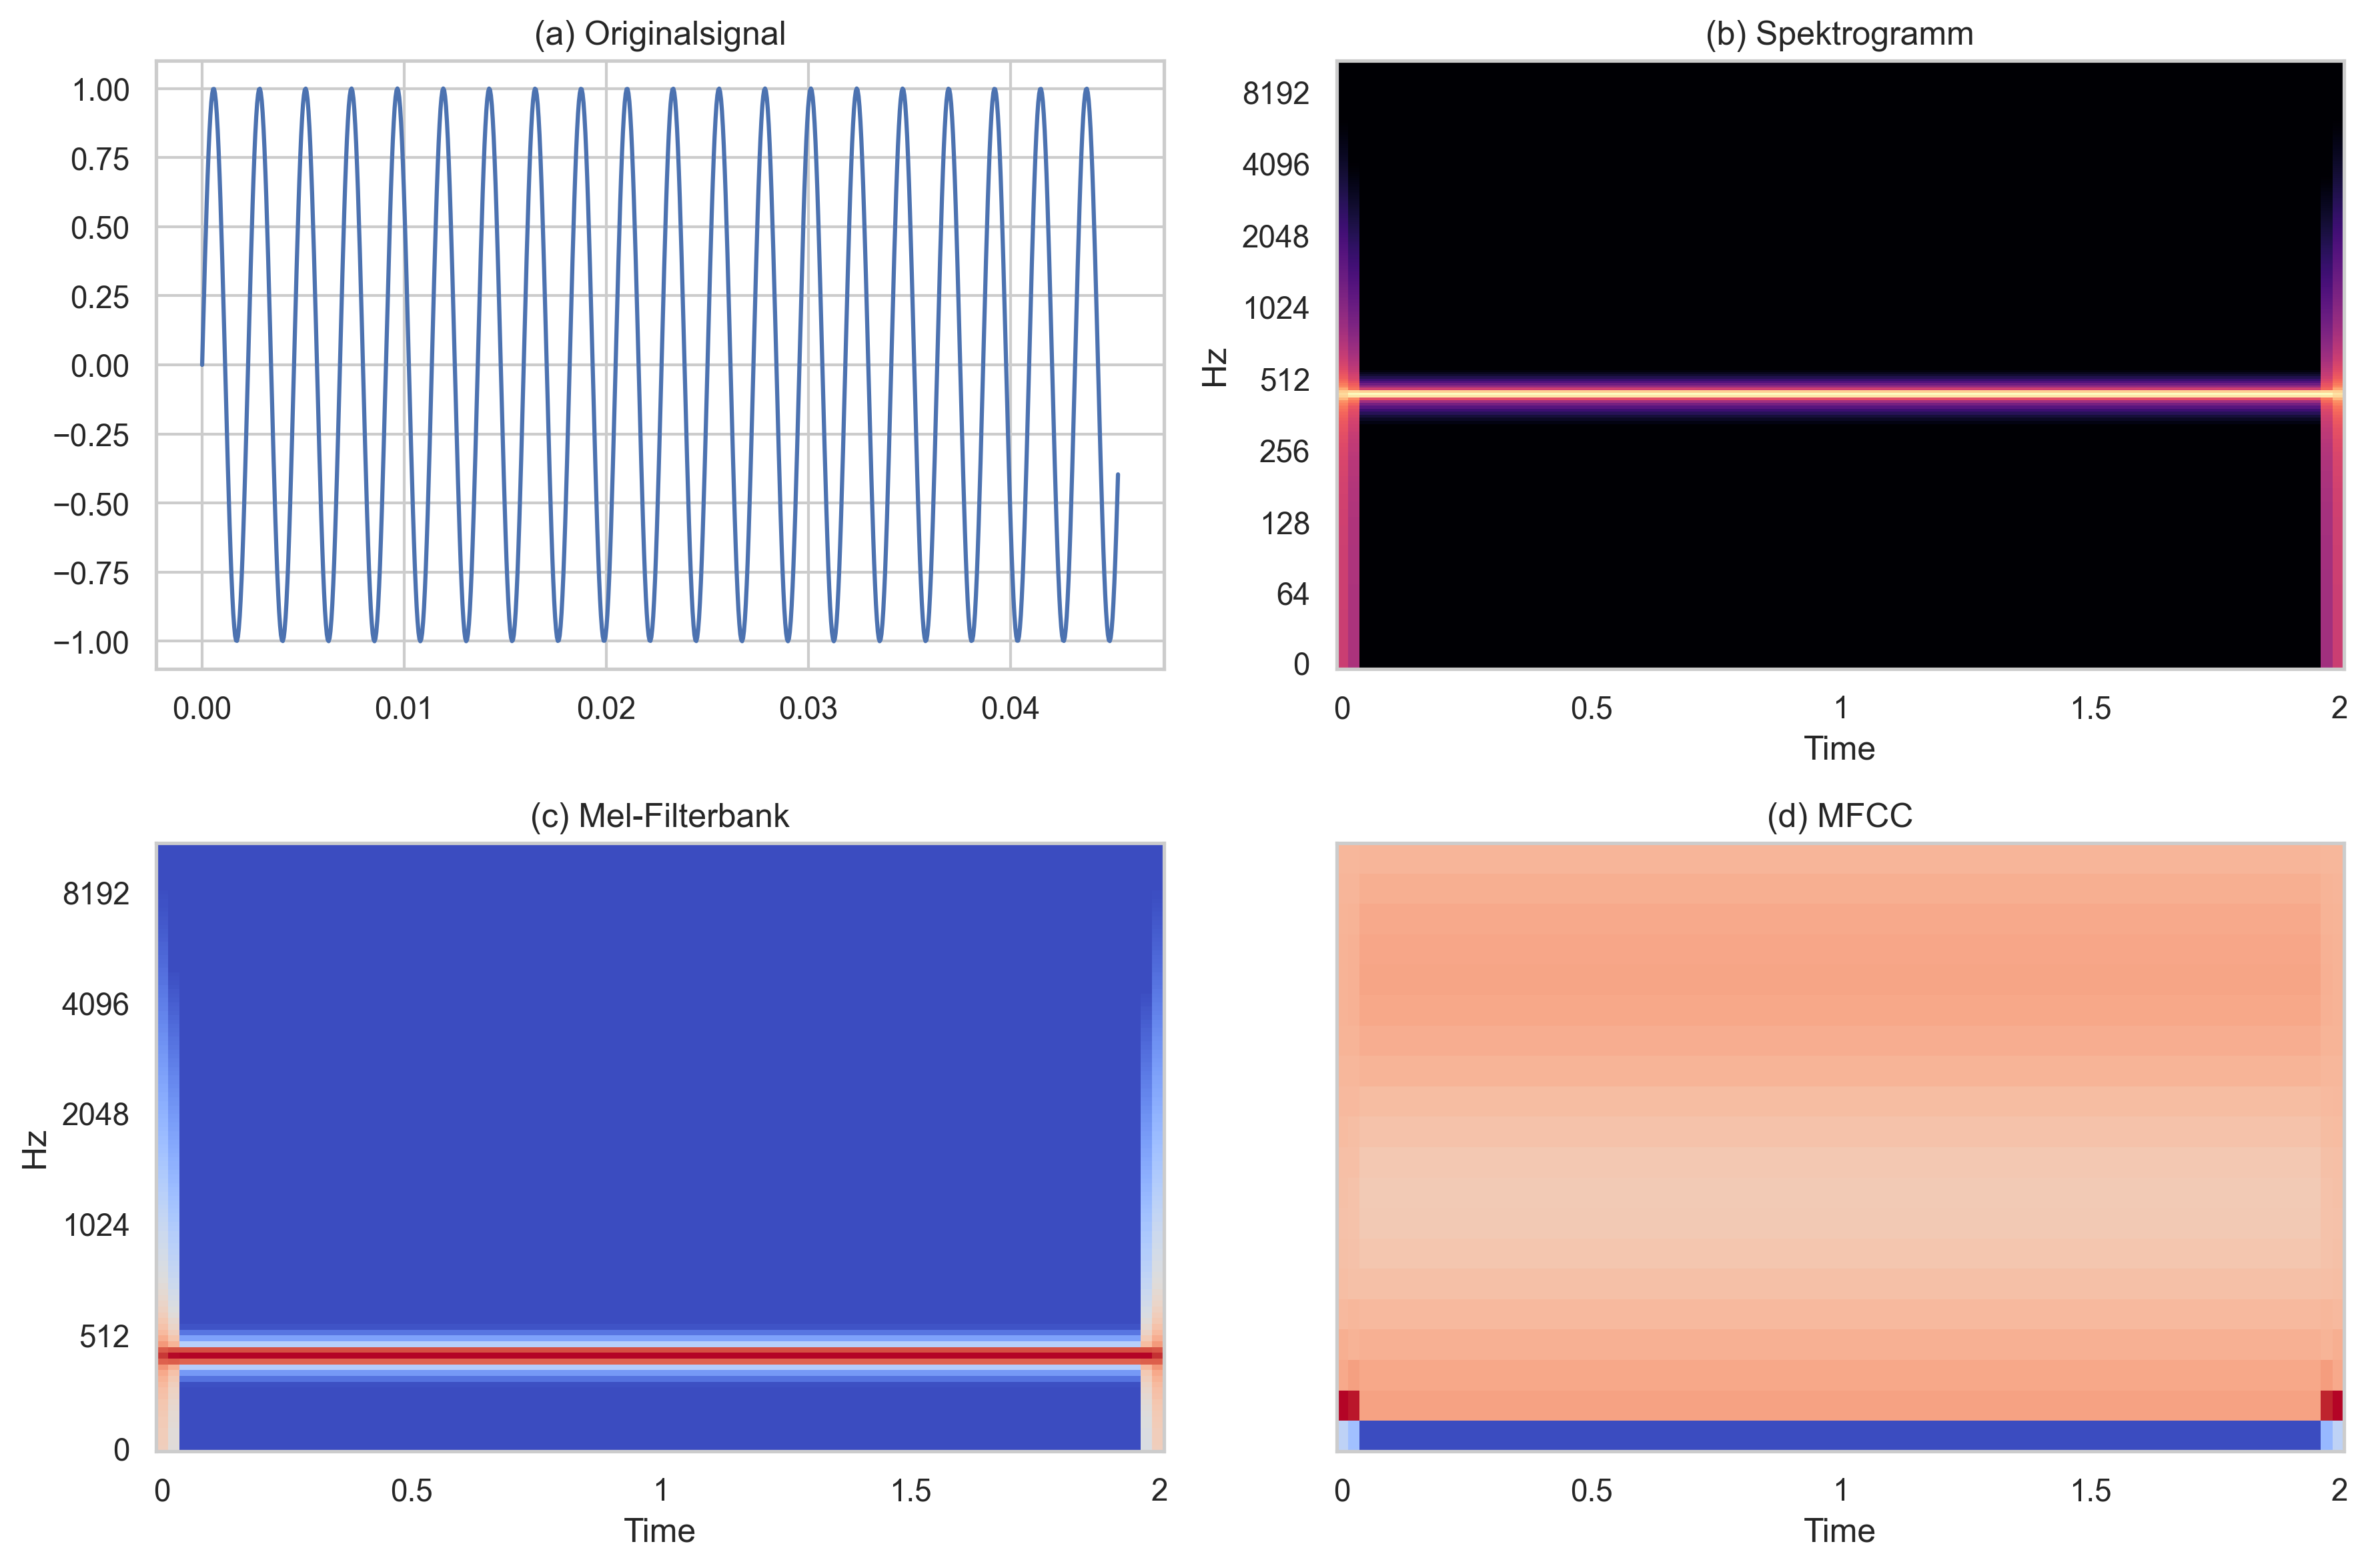 (a) Originalsignal
1.00
0.75
0.50
0.25
0.00
−0.25
−0.50
−0.75
−1.00
0.00 0.01 0.02 0.03 0.04
(b) Spektrogramm
Hz
8192
4096
2048
1024
512
256
128
64
0
0 0.5 1 1.5 2
Time
(c) Mel-Filterbank
Hz
8192
4096
2048
1024
512
0
0 0.5 1 1.5 2
Time
(d) MFCC
0 0.5 1 1.5 2
Time